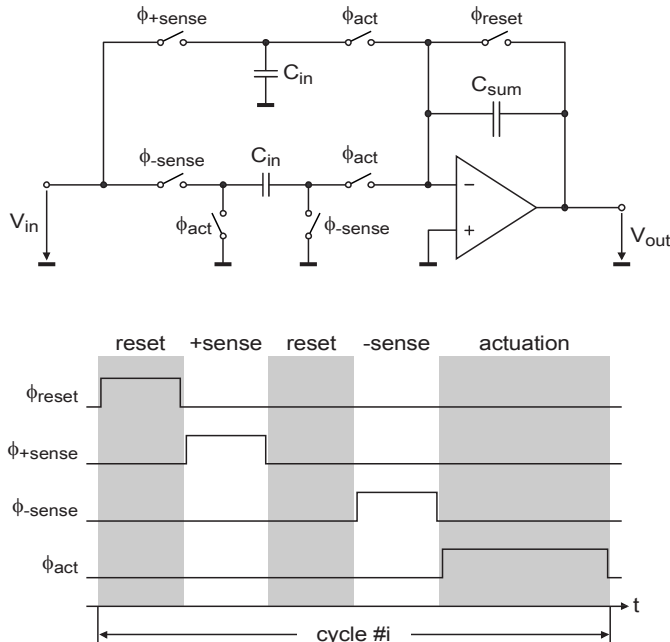 ϕ+sense ϕact ϕreset
Cin Csum
ϕ-sense Cin ϕact
− 
Vin ϕact ϕ-sense + Vout
reset +sense reset -sense actuation
ϕreset
ϕ+sense
ϕ-sense
ϕact
t
cycle #i